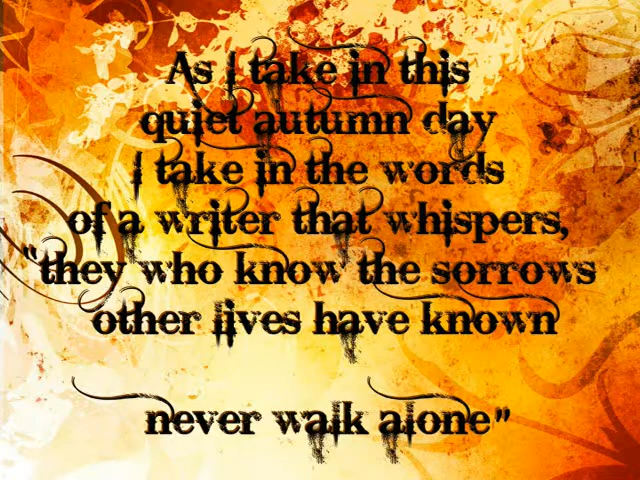 As I take in this
quiet autumn day
I take in the words
of a writer that whispers,
"they who know the sorrows
other lives have known
never walk alone"